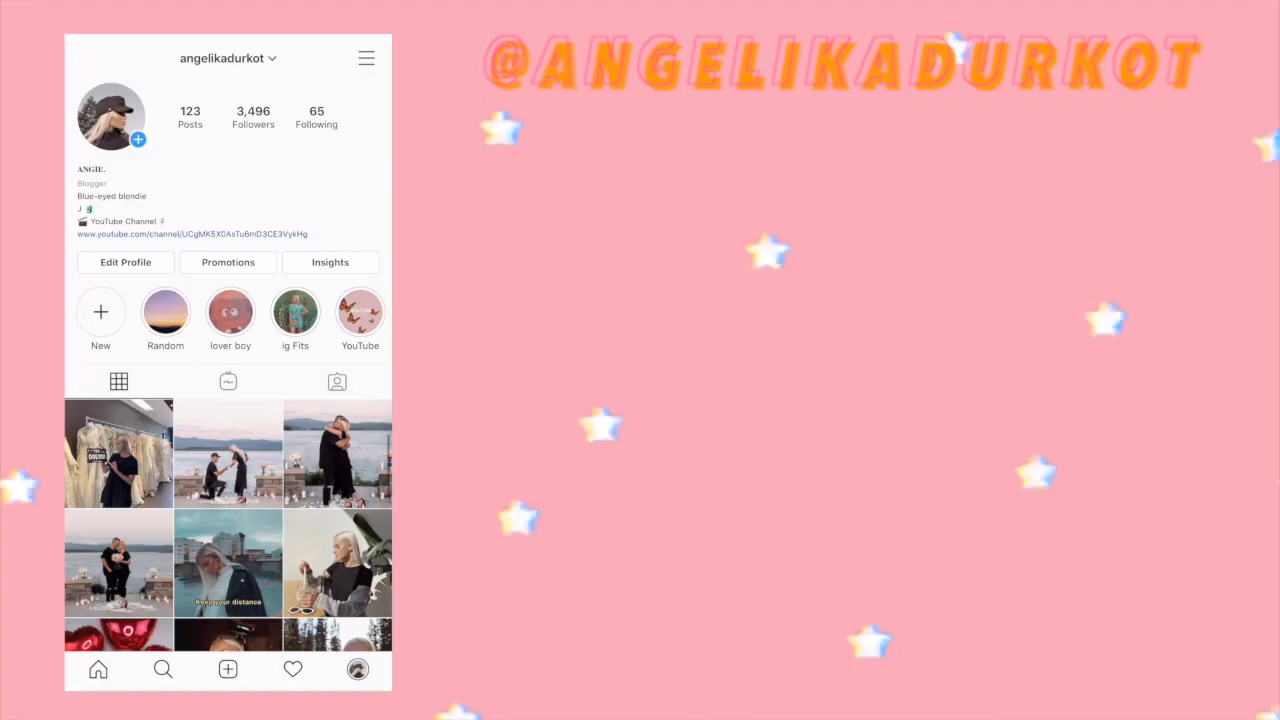 @ANGELIKADURKOT
angelikadurkot
123 3,496 65
Posts Followers Following
ANGIE.
Blogger
Blue-eyed blondie
J
YouTube Channel
www.youtube.com/channel/UCgMK5X0AsTu6mD3CE3VykHg
Edit Profile Promotions Insights
New Random lover boy ig Fits YouTube
DRESS!
Keep your distance